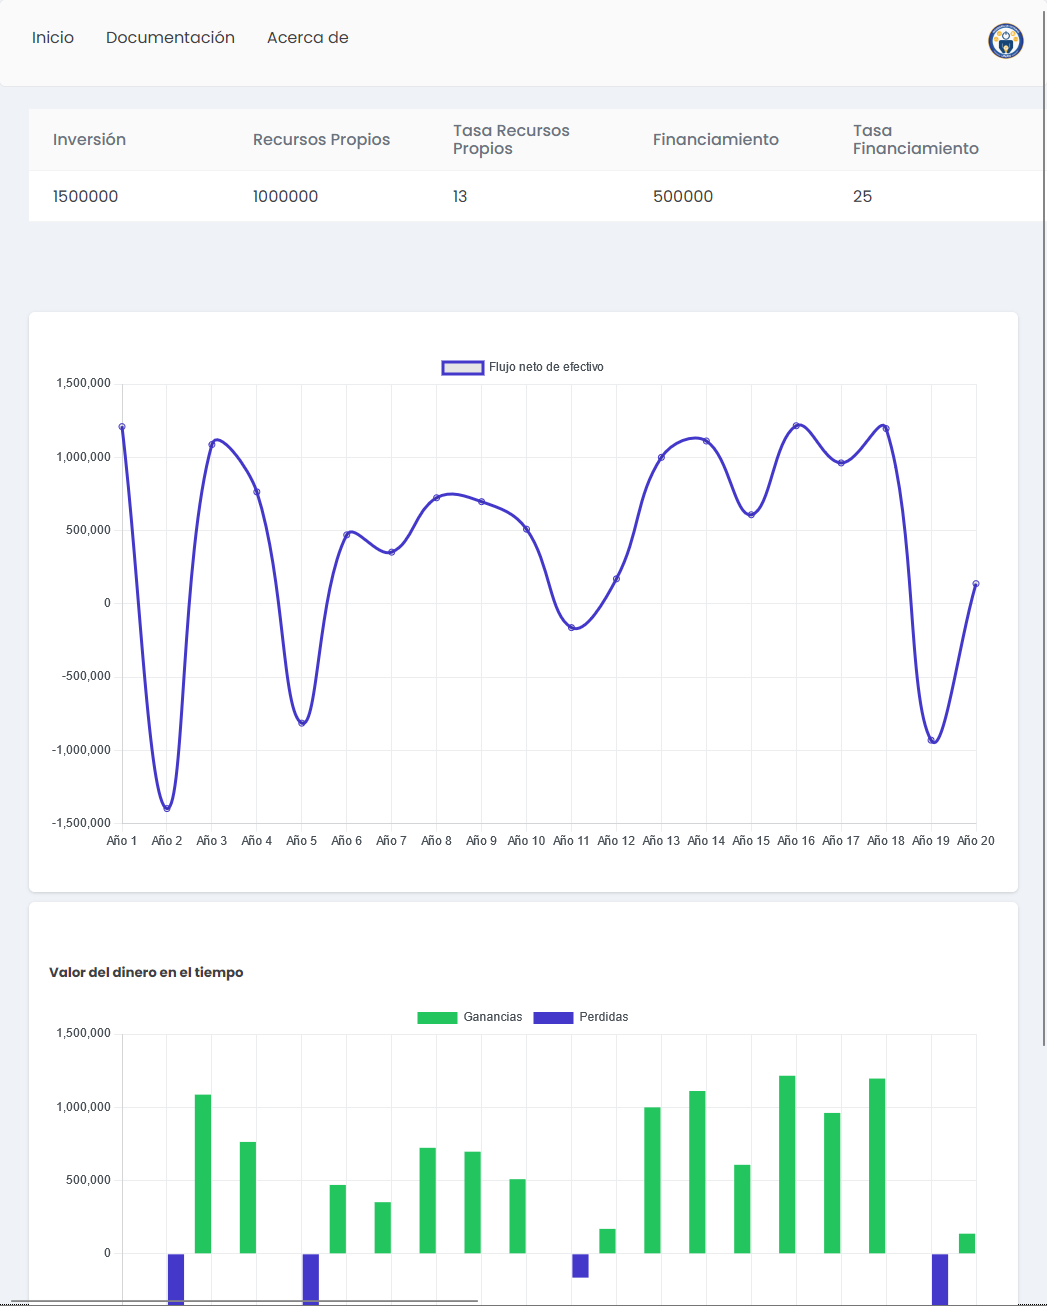 Inicio Documentación Acerca de
Inversión Recursos Propios Tasa Recursos Propios Financiamiento Tasa Financiamiento
1500000 1000000 13 500000 25
Flujo neto de efectivo
1,500,000
1,000,000
500,000
0
-500,000
-1,000,000
-1,500,000
Año 1 Año 2 Año 3 Año 4 Año 5 Año 6 Año 7 Año 8 Año 9 Año 10 Año 11 Año 12 Año 13 Año 14 Año 15 Año 16 Año 17 Año 18 Año 19 Año 20
Valor del dinero en el tiempo
Ganancias Perdidas
1,500,000
1,000,000
500,000
0